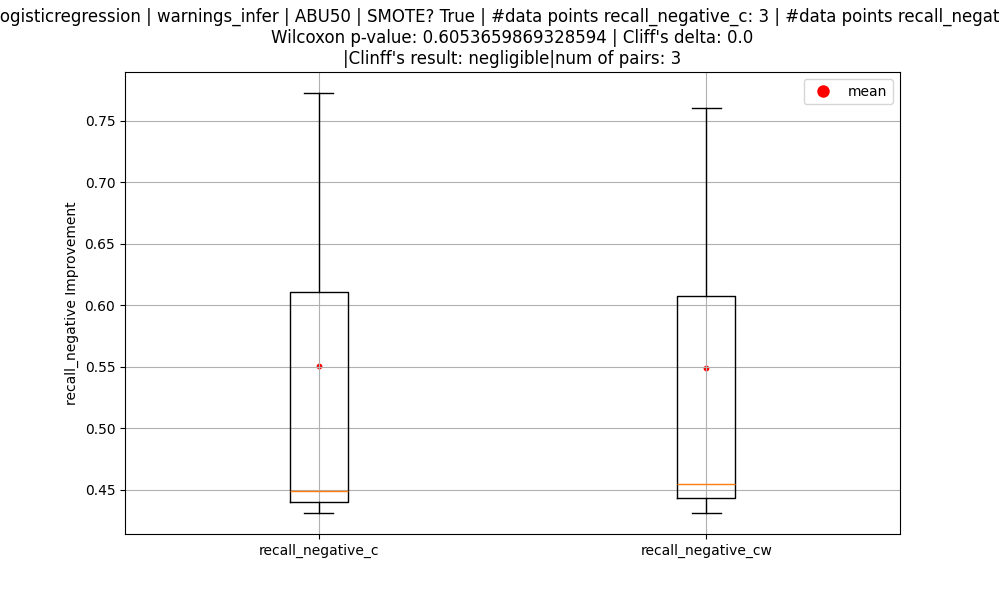 ogisticregression | warnings_infer | ABU50 | SMOTE? True | #data points recall_negative_c: 3 | #data points recall_negat
Wilcoxon p-value: 0.6053659869328594 | Cliff's delta: 0.0
|Clinff's result: negligible|num of pairs: 3
mean
0.75
0.70
0.65
0.60
0.55
0.50
0.45
recall_negative Improvement
recall_negative_c
recall_negative_cw